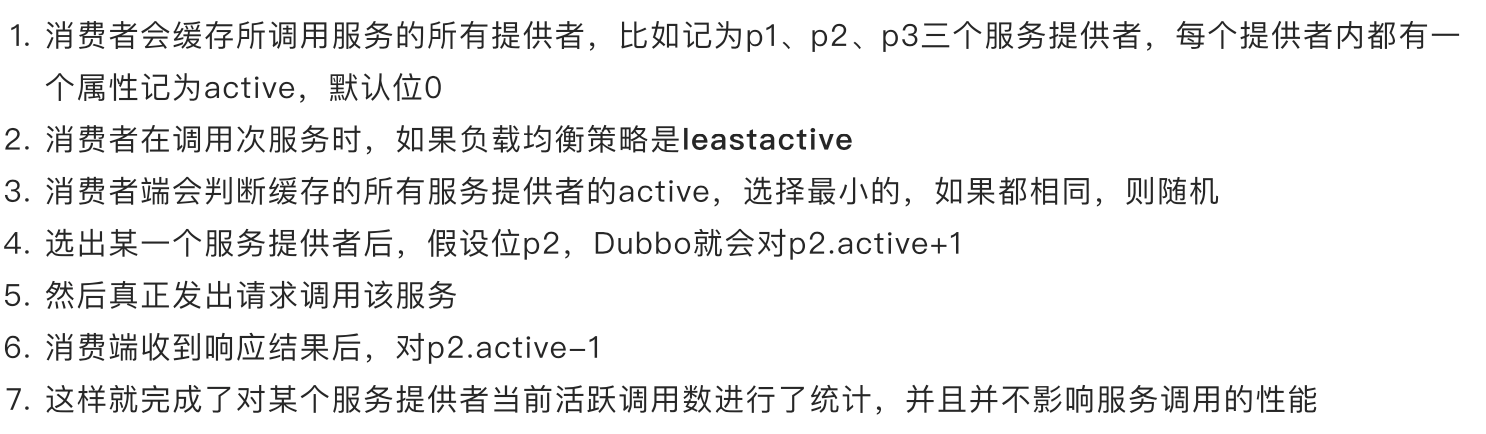 1. 消费者会缓存所调用服务的所有提供者，比如记为p1、p2、p3三个服务提供者，每个提供者内都有一
个属性记为active，默认位0
2. 消费者在调用次服务时，如果负载均衡策略是leastactive
3. 消费者端会判断缓存的所有服务提供者的active，选择最小的，如果都相同，则随机
4. 选出某一个服务提供者后，假设位p2，Dubbo就会对p2.active+1
5. 然后真正发出请求调用该服务
6. 消费端收到响应结果后，对p2.active–1
7. 这样就完成了对某个服务提供者当前活跃调用数进行了统计，并且并不影响服务调用的性能